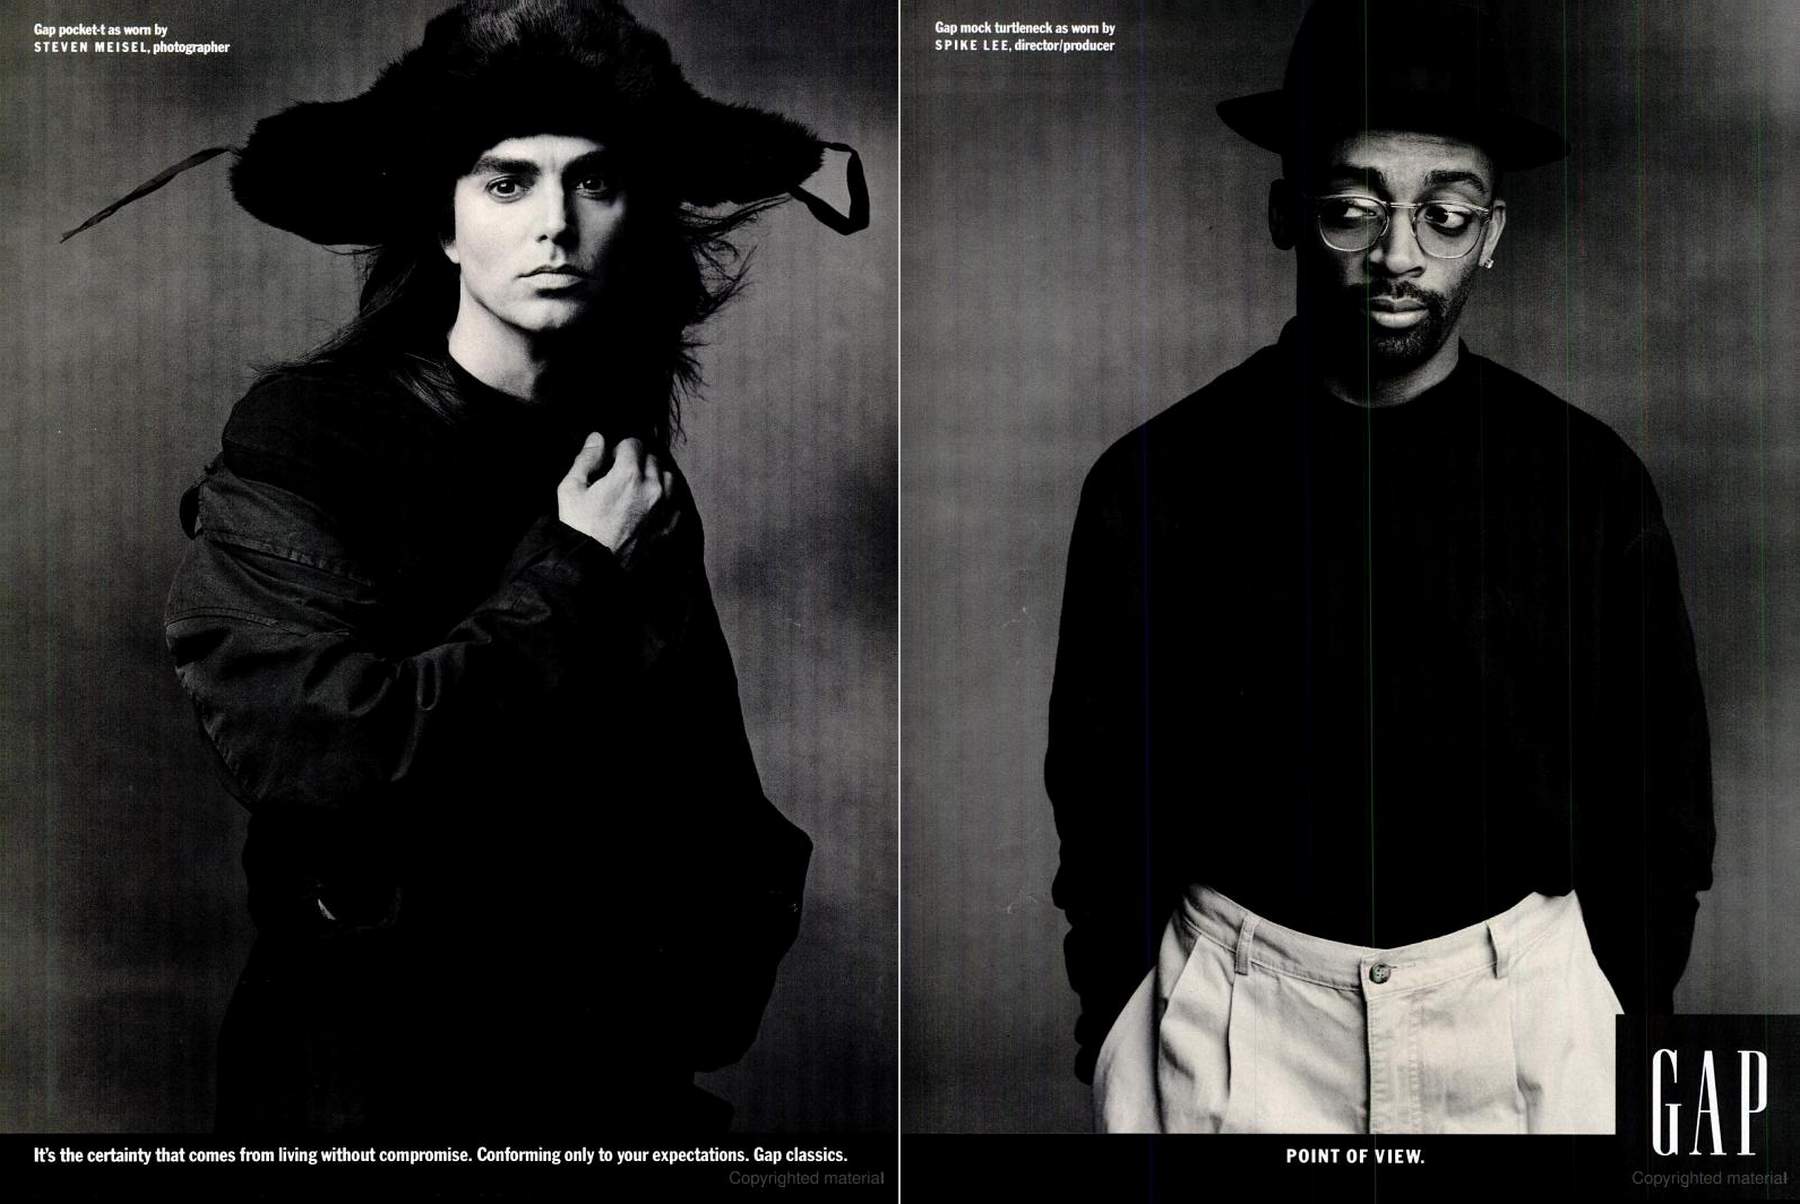 Gap pocket-t as worn by
STEVEN MEISEL, photographer
It's the certainty that comes from living without compromise. Conforming only to your expectations. Gap classics.
Copyrighted material
Gap mock turtleneck as worn by
SPIKE LEE, director/producer
POINT OF VIEW.
GAP
Copyrighted material